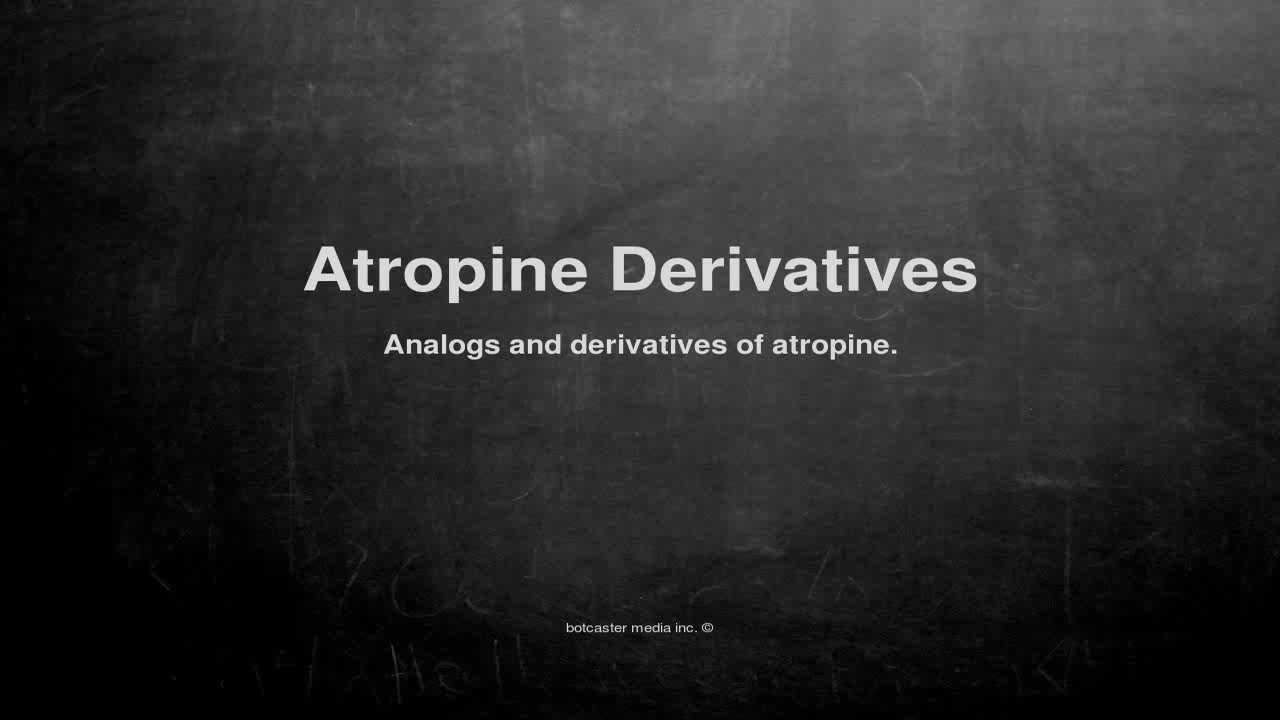 Atropine Derivatives
Analogs and derivatives of atropine.
botcaster media inc. ©